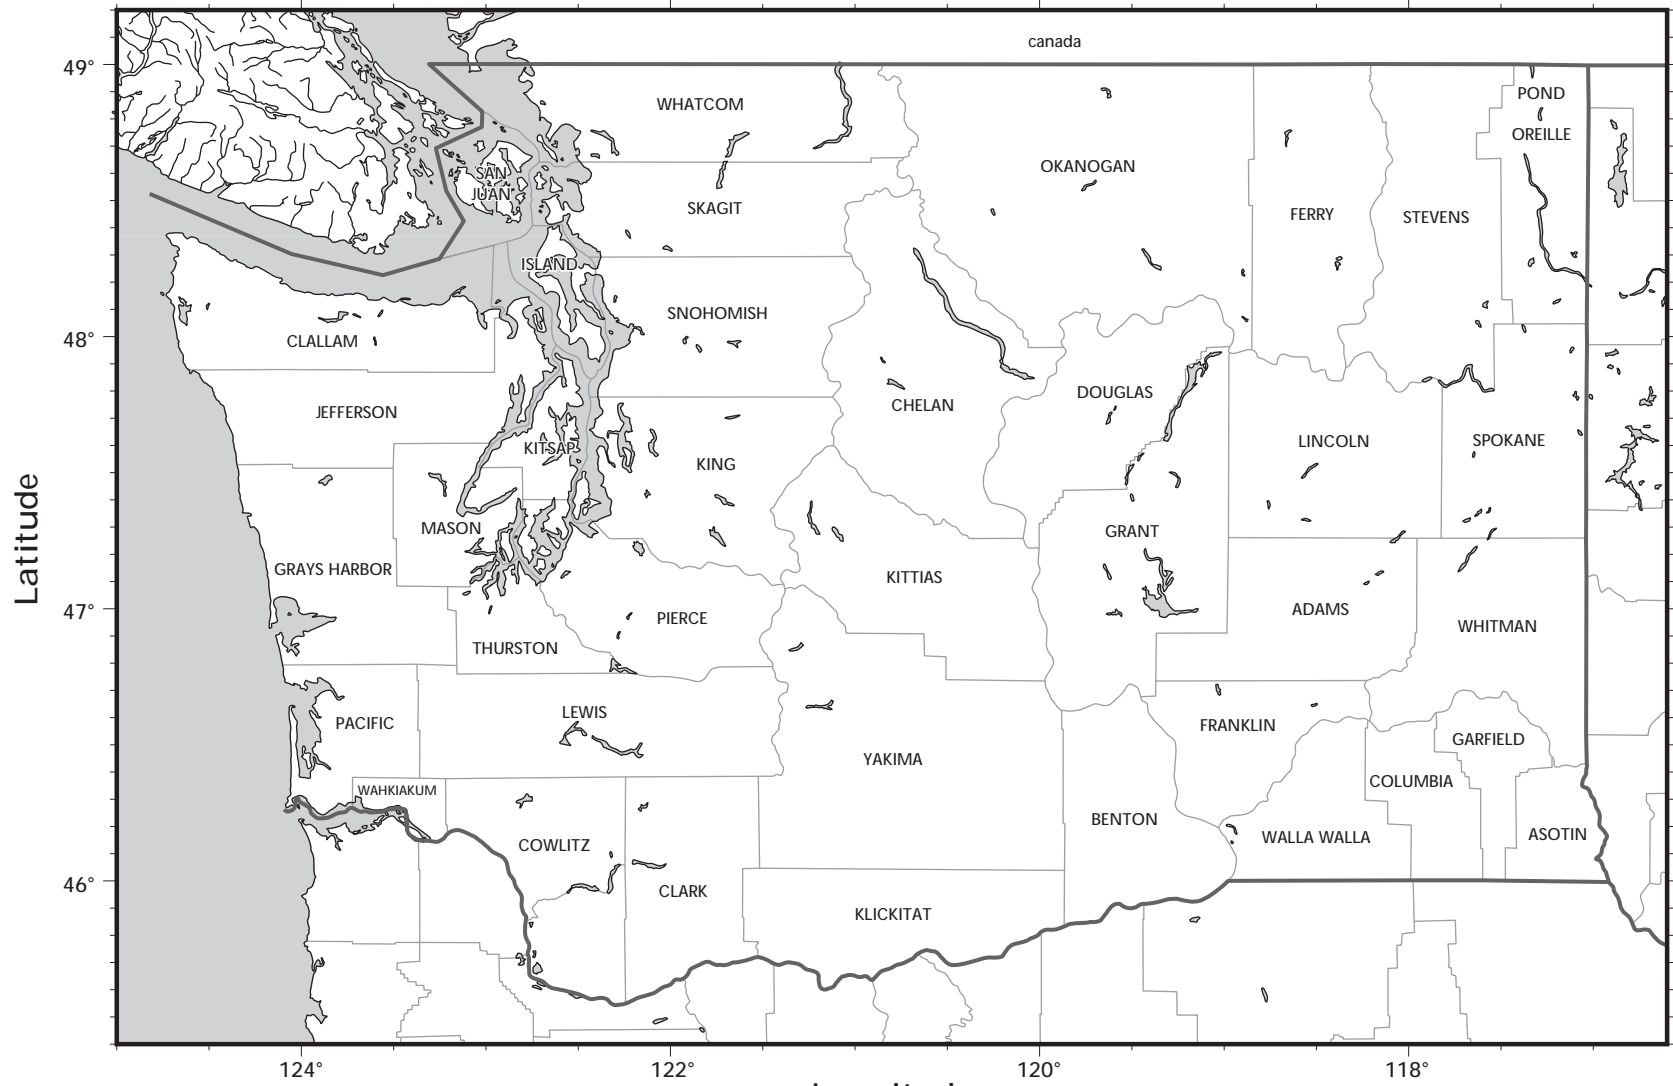 canada
49°
WHATCOM
POND
OREILLE
OKANOGAN
SAN
JUAN
SKAGIT
FERRY
STEVENS
ISLAND
SNOHOMISH
48°
CLALLAM
DOUGLAS
CHELAN
JEFFERSON
LINCOLN
SPOKANE
KITSAP
KING
Latitude
MASON
GRANT
GRAYS HARBOR
KITTIAS
47°
ADAMS
PIERCE
WHITMAN
THURSTON
LEWIS
PACIFIC
FRANKLIN
GARFIELD
YAKIMA
COLUMBIA
WAHKIAKUM
BENTON
COWLITZ
WALLA WALLA
ASOTIN
46°
CLARK
KLICKITAT
124°
122°
120°
118°